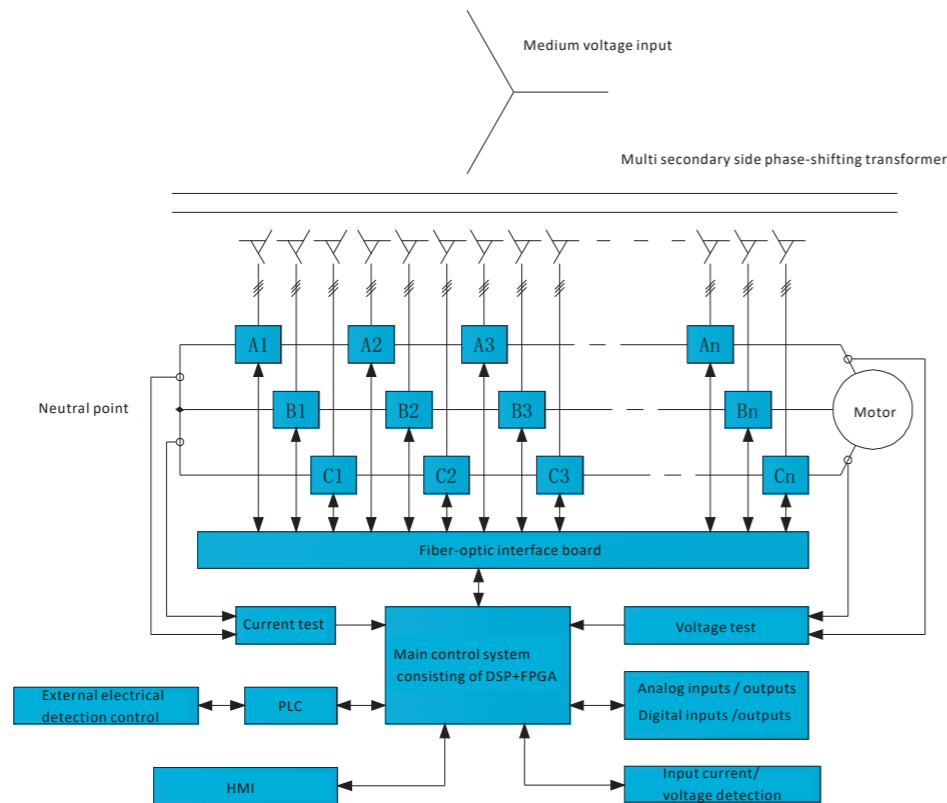 Medium voltage input
Multi secondary side phase-shifting transformer
A1
A2
A3
An
Neutral point
B1
B2
B3
Bn
Motor
C1
C2
C3
Cn
Fiber-optic interface board
Current test
Voltage test
Main control system
consisting of DSP+FPGA
External electrical
detection control
PLC
Analog inputs / outputs
Digital inputs /outputs
HMI
Input current/
voltage detection